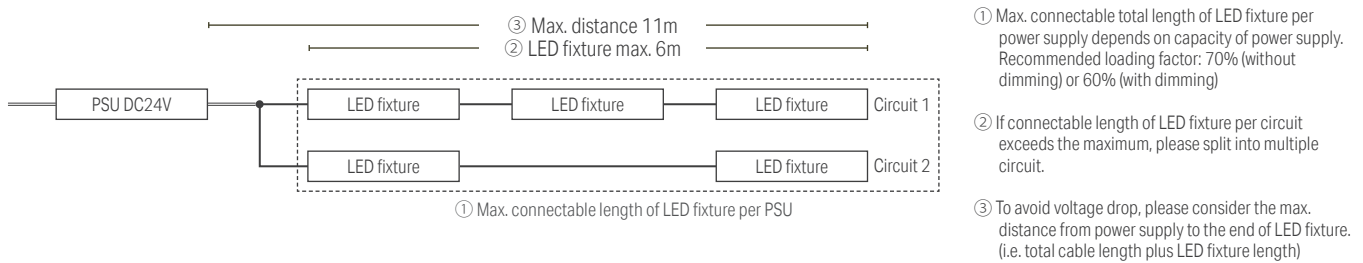 ③ Max. distance 11m
② LED fixture max. 6m
PSU DC24V
LED fixture LED fixture LED fixture Circuit 1
LED fixture LED fixture Circuit 2
① Max. connectable length of LED fixture per PSU
① Max. connectable total length of LED fixture per
power supply depends on capacity of power supply.
Recommended loading factor: 70% (without
dimming) or 60% (with dimming)
② If connectable length of LED fixture per circuit
exceeds the maximum, please split into multiple
circuit.
③ To avoid voltage drop, please consider the max.
distance from power supply to the end of LED fixture.
(i.e. total cable length plus LED fixture length)